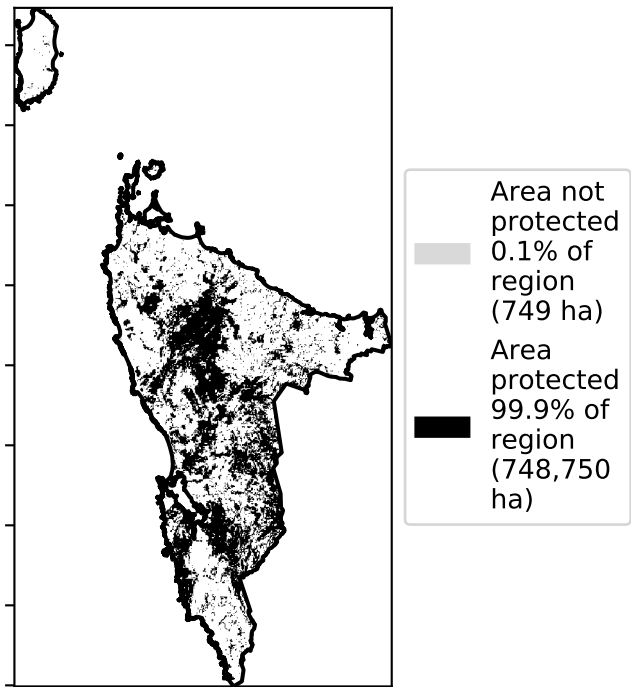 Area not
protected
0.1% of
region
(749 ha)
Area
protected
99.9% of
region
(748,750
ha)